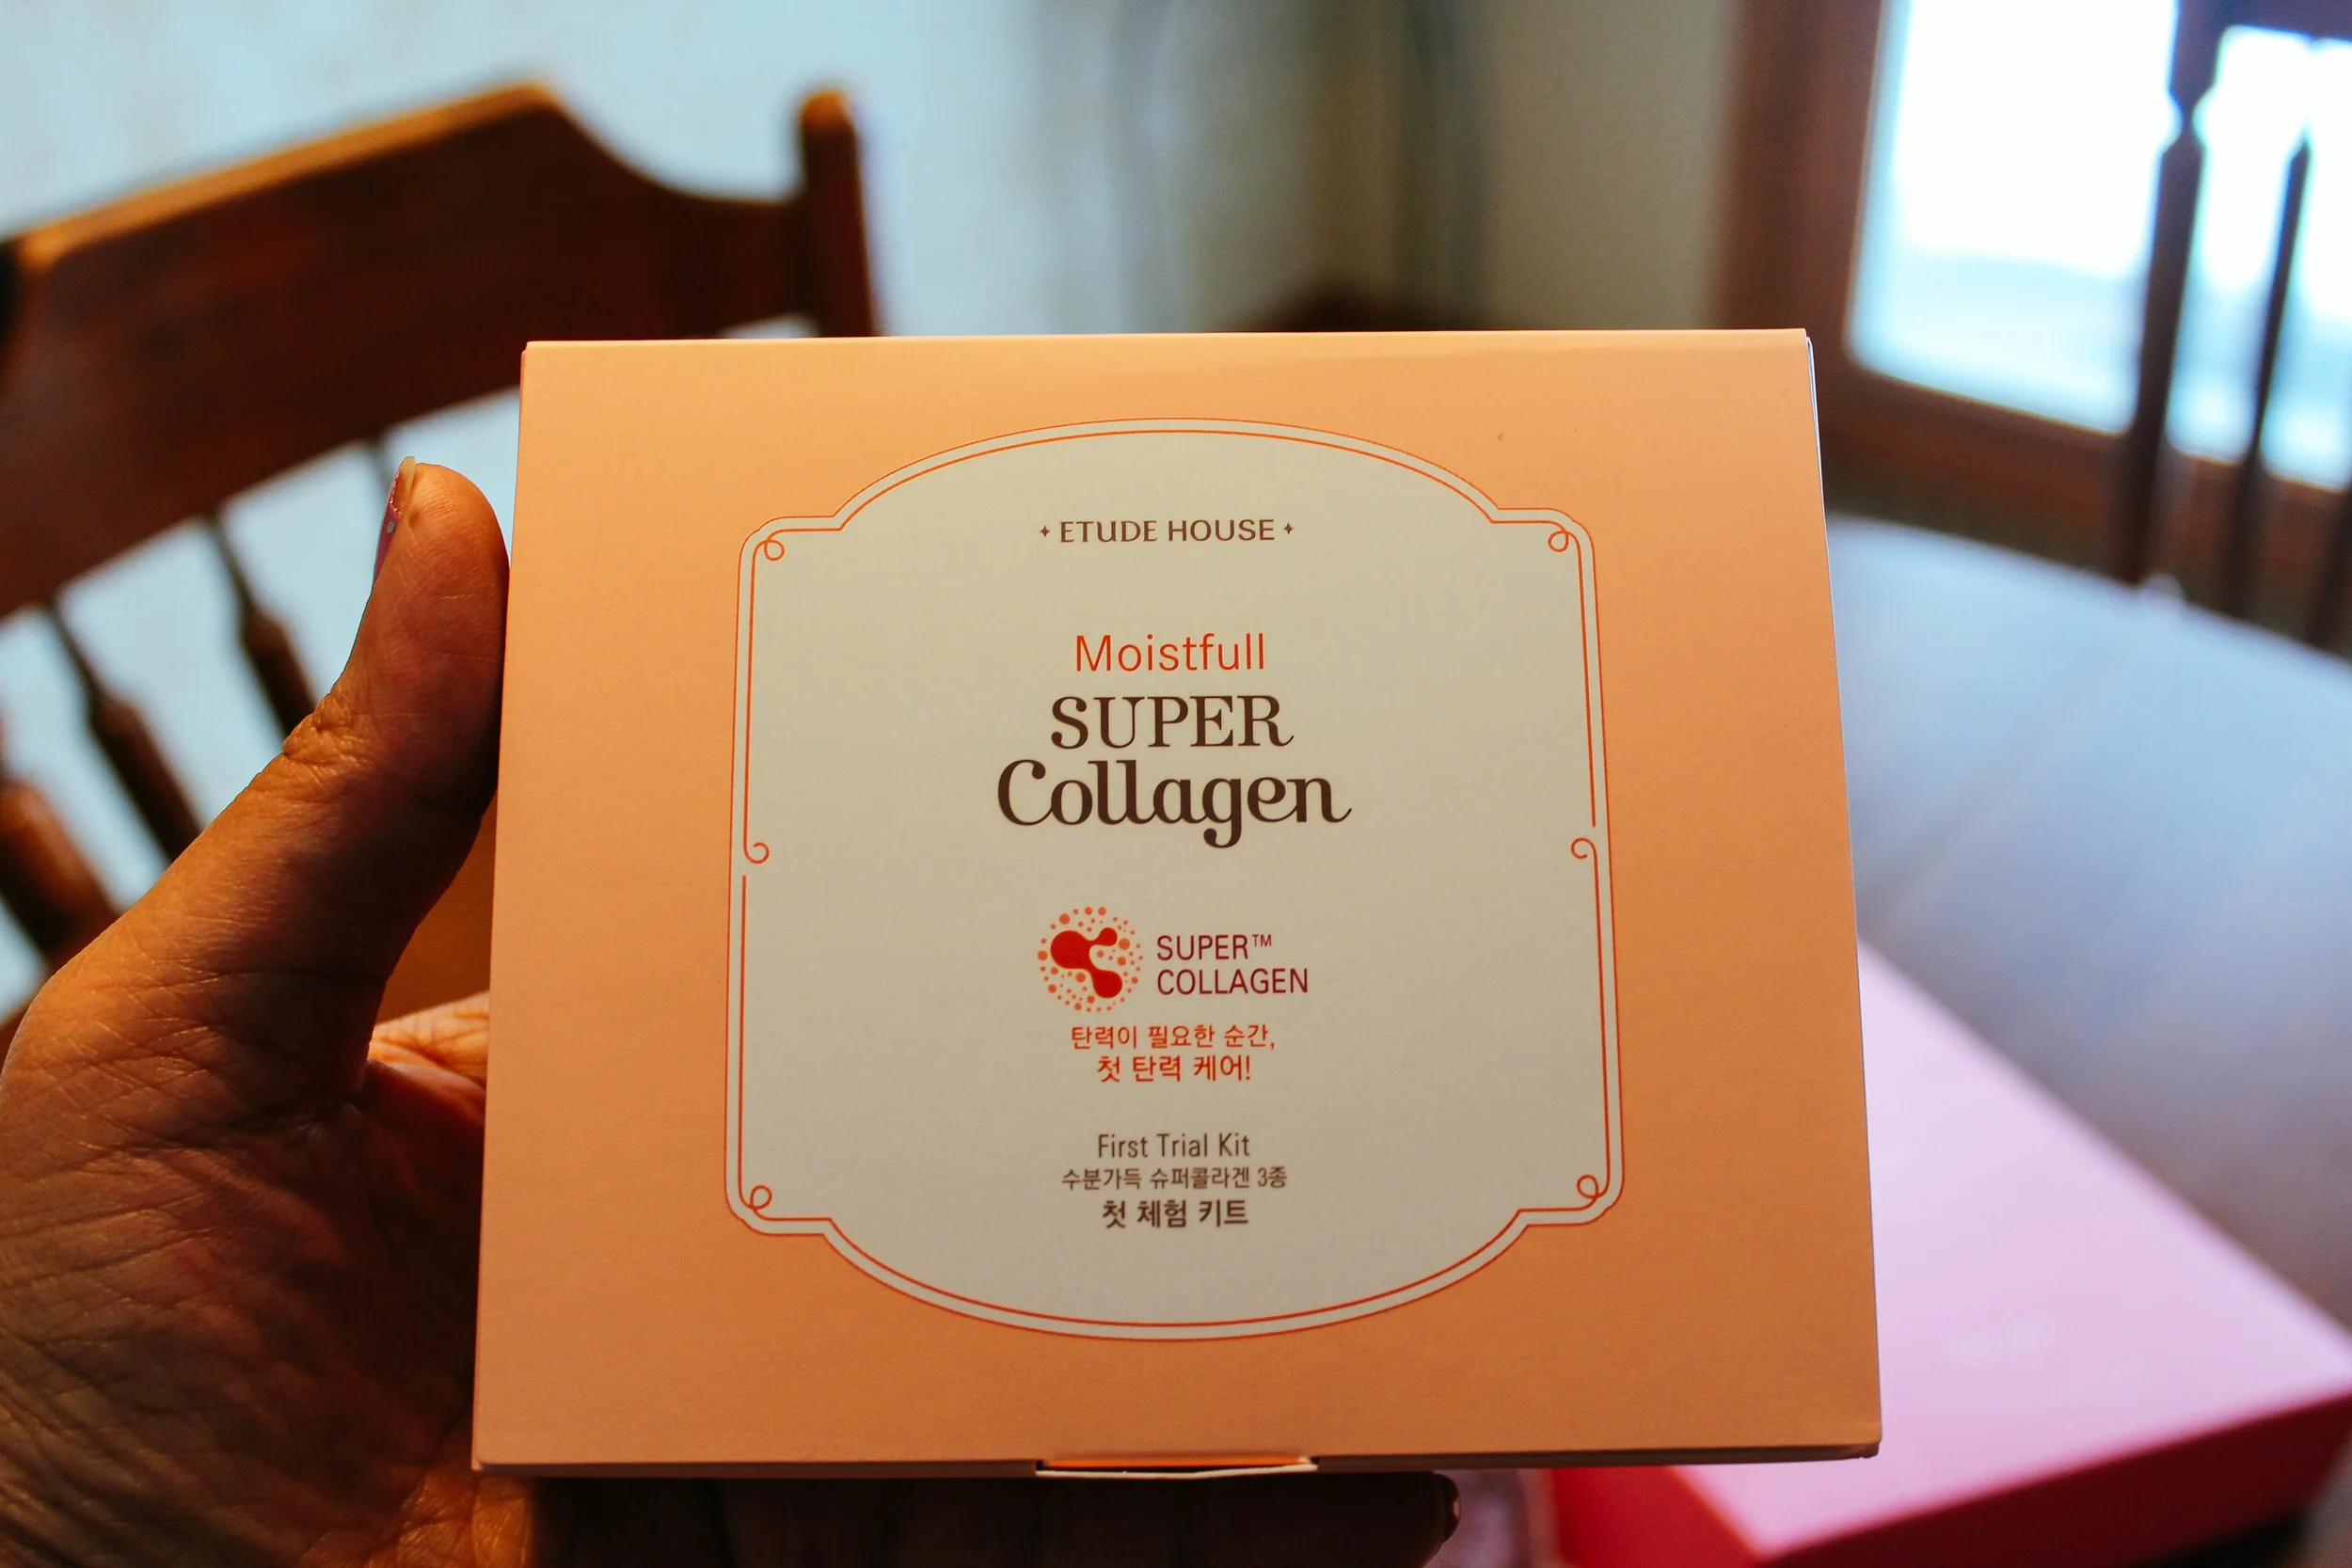 ETUDE HOUSE
Moistfull
SUPER
Collagen
SUPER™
COLLAGEN
탄력이 필요한 순간,
첫 탄력 케어!
First Trial Kit
수분가득 슈퍼콜라겐 3종
첫 체험 키트